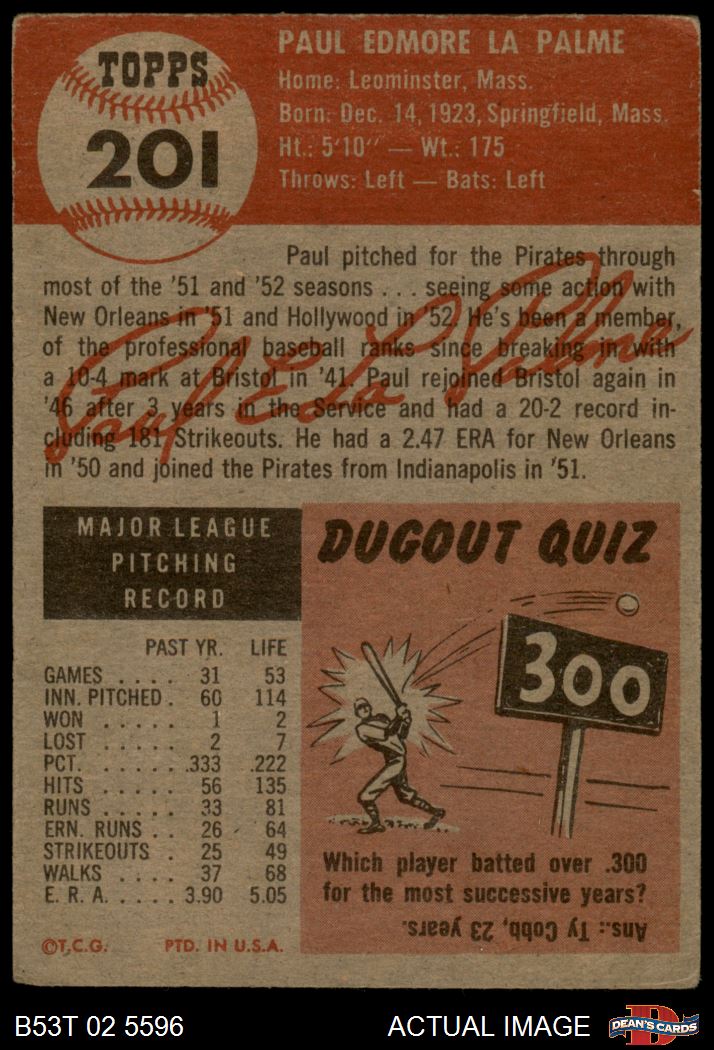 TOPPS
201
PAUL EDMORE LA PALME
Home: Leominster, Mass.
Born: Dec. 14, 1923, Springfield, Mass.
Ht.: 5'10" — Wt.: 175
Throws: Left — Bats: Left
Paul pitched for the Pirates through
most of the '51 and '52 seasons . . . seeing some action with
New Orleans in '51 and Hollywood in '52. He's been a member,
of the professional baseball ranks since breaking in with
a 10-4 mark at Bristol in '41. Paul rejoined Bristol again in
'46 after 3 years in the Service and had a 20-2 record in-
cluding 181 Strikeouts. He had a 2.47 ERA for New Orleans
in '50 and joined the Pirates from Indianapolis in '51.
Paul La Palme
MAJOR LEAGUE
PITCHING
RECORD
PAST YR. LIFE
GAMES . . . . 31 53
INN. PITCHED . 60 114
WON . . . . . 1 2
LOST . . . . . 2 7
PCT. . . . . . .333 .222
HITS . . . . . 56 135
RUNS . . . . . 33 81
ERN. RUNS . . 26 64
STRIKEOUTS . 25 49
WALKS . . . . 37 68
E. R. A. . . . . 3.90 5.05
©T.C.G. PTD. IN U.S.A.
DUGOUT QUIZ
300
Which player batted over .300
for the most successive years?
Ans.: Ty Cobb, 23 years.
B53T 02 5596
ACTUAL IMAGE
D
DEAN'S CARDS